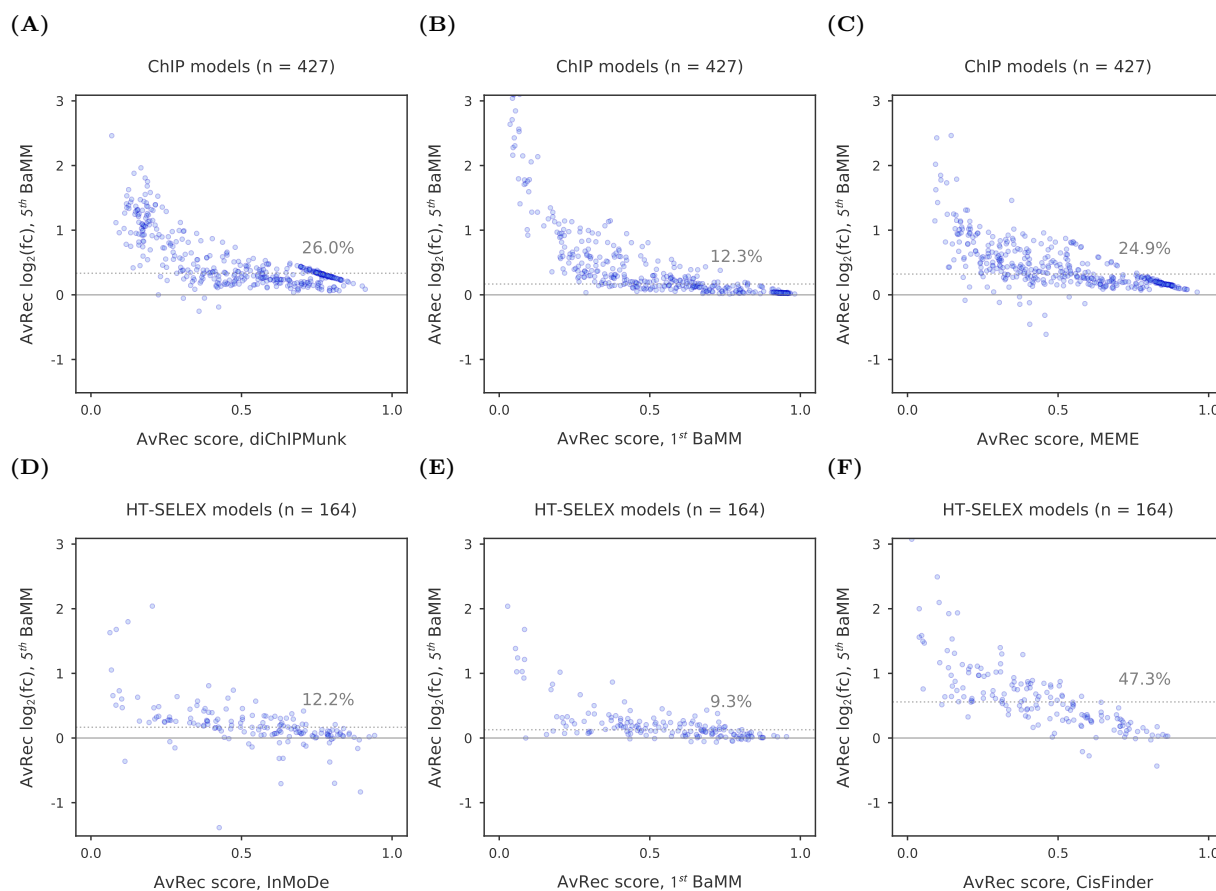 (A)
ChIP models (n = 427)
AvRec log2(fc), 5th BaMM
3
2
1
0
-1
26.0%
0.0 0.5 1.0
AvRec score, diChIPMunk
(B)
ChIP models (n = 427)
AvRec log2(fc), 5th BaMM
3
2
1
0
-1
12.3%
0.0 0.5 1.0
AvRec score, 1st BaMM
(C)
ChIP models (n = 427)
AvRec log2(fc), 5th BaMM
3
2
1
0
-1
24.9%
0.0 0.5 1.0
AvRec score, MEME
(D)
HT-SELEX models (n = 164)
AvRec log2(fc), 5th BaMM
3
2
1
0
-1
12.2%
0.0 0.5 1.0
AvRec score, InMoDe
(E)
HT-SELEX models (n = 164)
AvRec log2(fc), 5th BaMM
3
2
1
0
-1
9.3%
0.0 0.5 1.0
AvRec score, 1st BaMM
(F)
HT-SELEX models (n = 164)
AvRec log2(fc), 5th BaMM
3
2
1
0
-1
47.3%
0.0 0.5 1.0
AvRec score, CisFinder